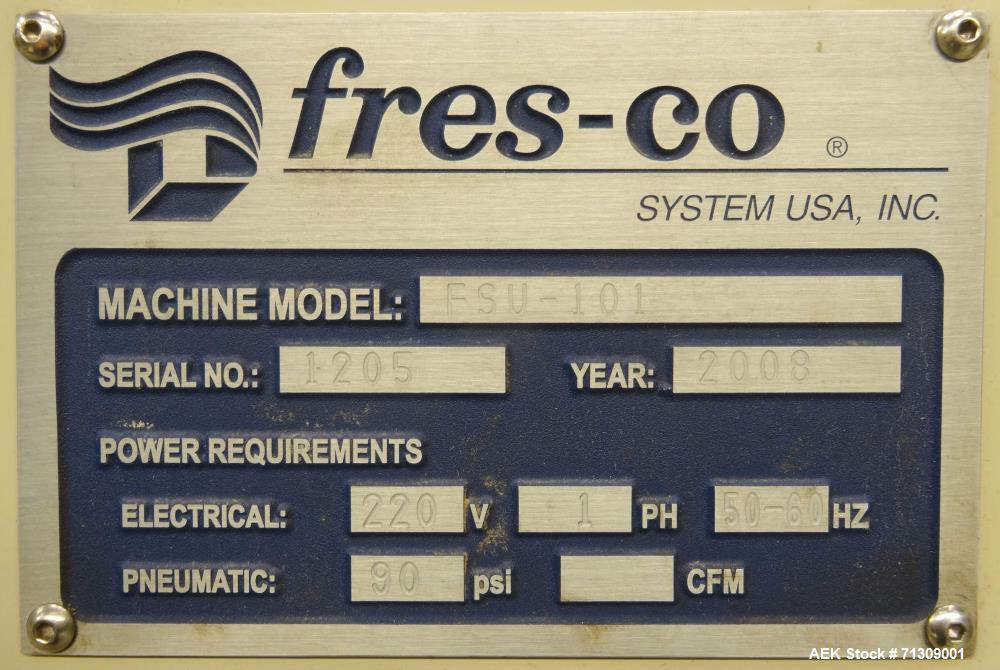 fres-co ®
SYSTEM USA, INC.
MACHINE MODEL: FSU-101
SERIAL NO.: 1205 YEAR: 2008
POWER REQUIREMENTS
ELECTRICAL: 220 V 1 PH 50-60 HZ
PNEUMATIC: 90 psi CFM
AEK Stock # 71309001